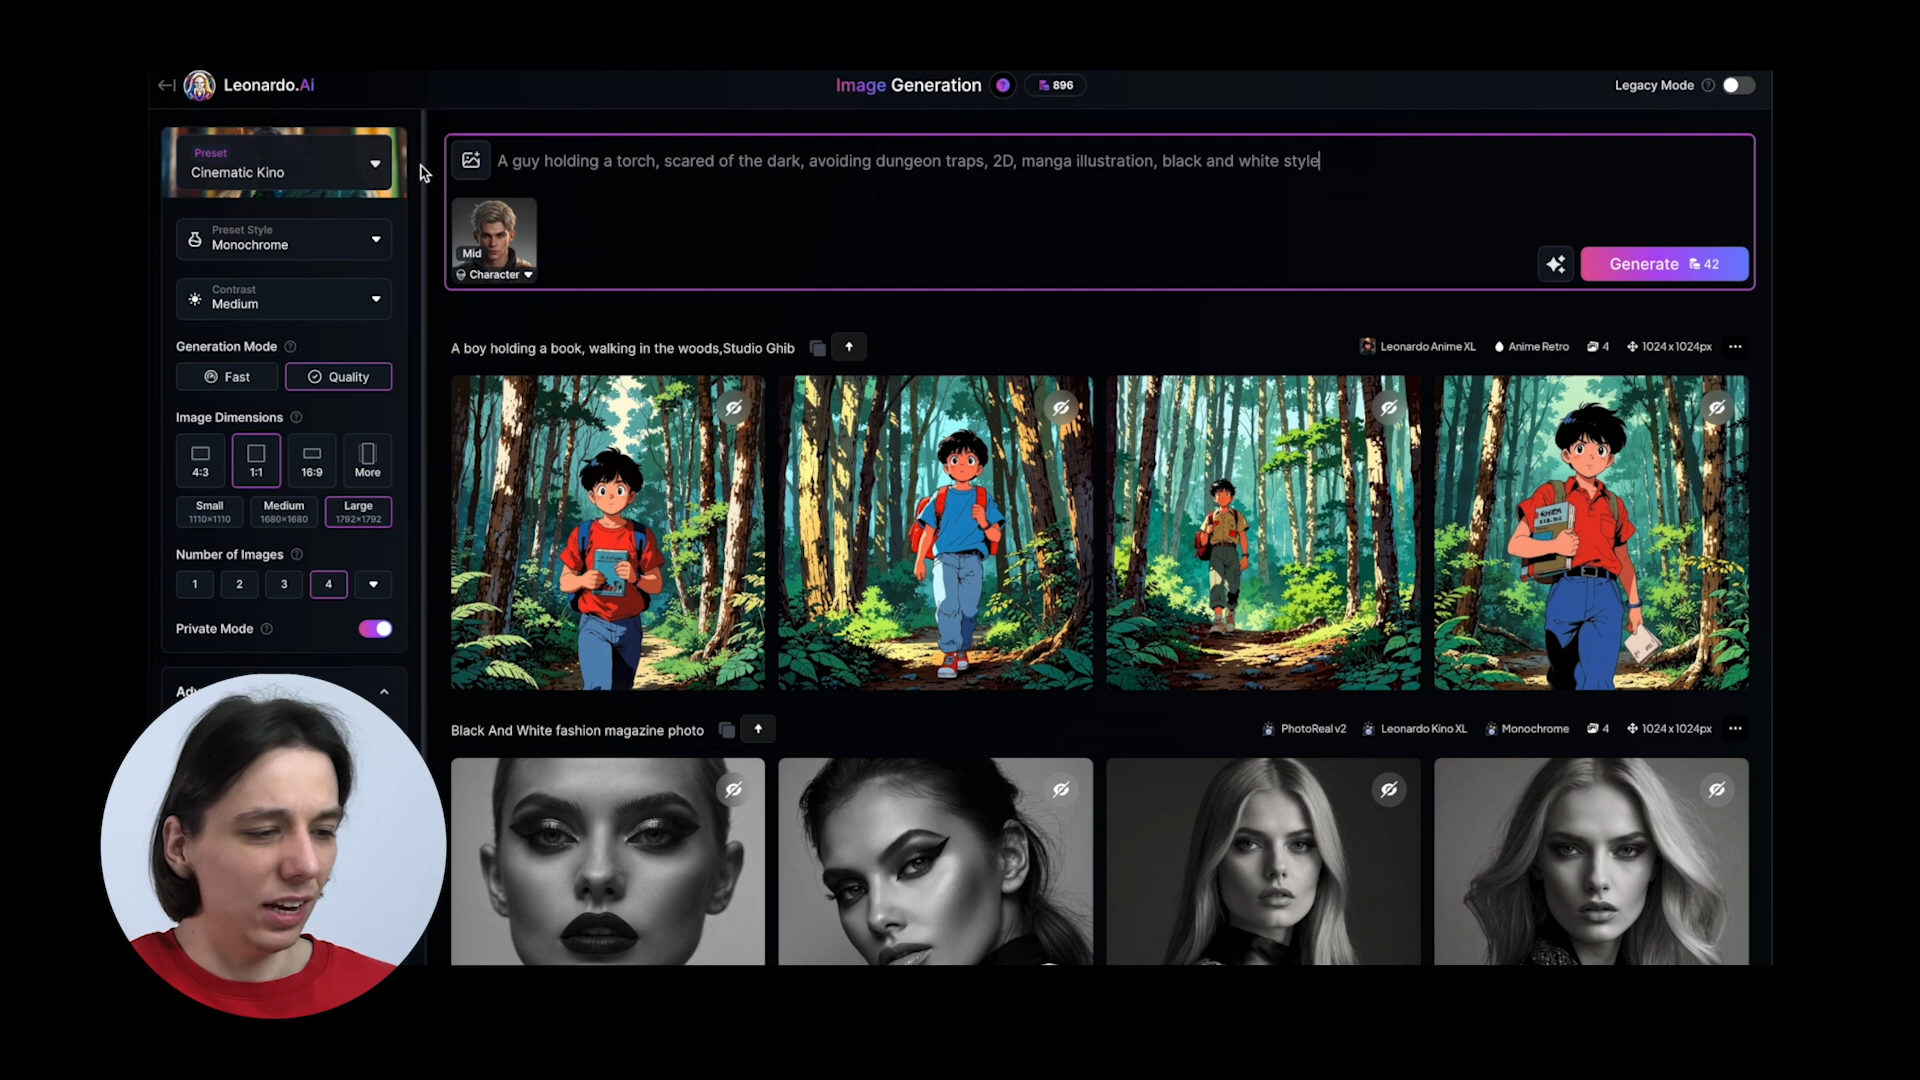 Leonardo.Ai
Image Generation ? 896
Legacy Mode ?
Preset
Cinematic Kino
Preset Style
Monochrome
Contrast
Medium
Generation Mode ?
Fast
Quality
Image Dimensions ?
4:3
1:1
16:9
More
Small
1110×1110
Medium
1680×1680
Large
1792×1792
Number of Images ?
1 2 3 4
Private Mode ?
A guy holding a torch, scared of the dark, avoiding dungeon traps, 2D, manga illustration, black and white style
Mid
Character
Generate 42
A boy holding a book, walking in the woods,Studio Ghib
Leonardo Anime XL Anime Retro 4 1024 x 1024px
Black And White fashion magazine photo
PhotoReal v2 Leonardo Kino XL Monochrome 4 1024 x 1024px